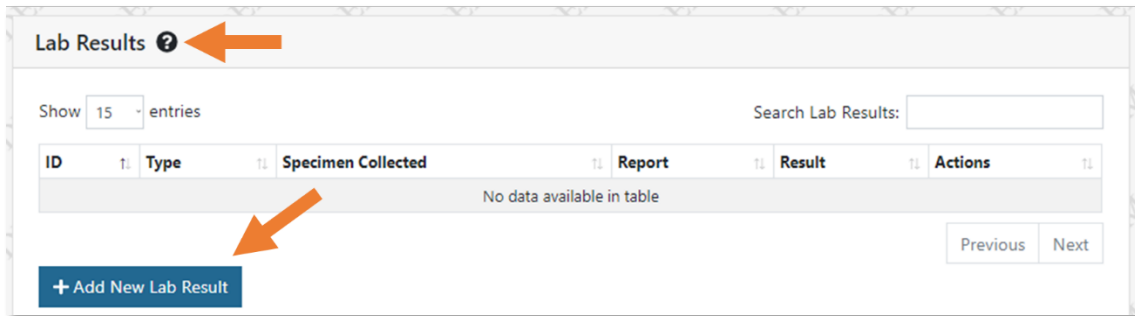 Lab Results ?
Show 15 entries Search Lab Results:
ID Type Specimen Collected Report Result Actions
No data available in table
Previous Next
+ Add New Lab Result